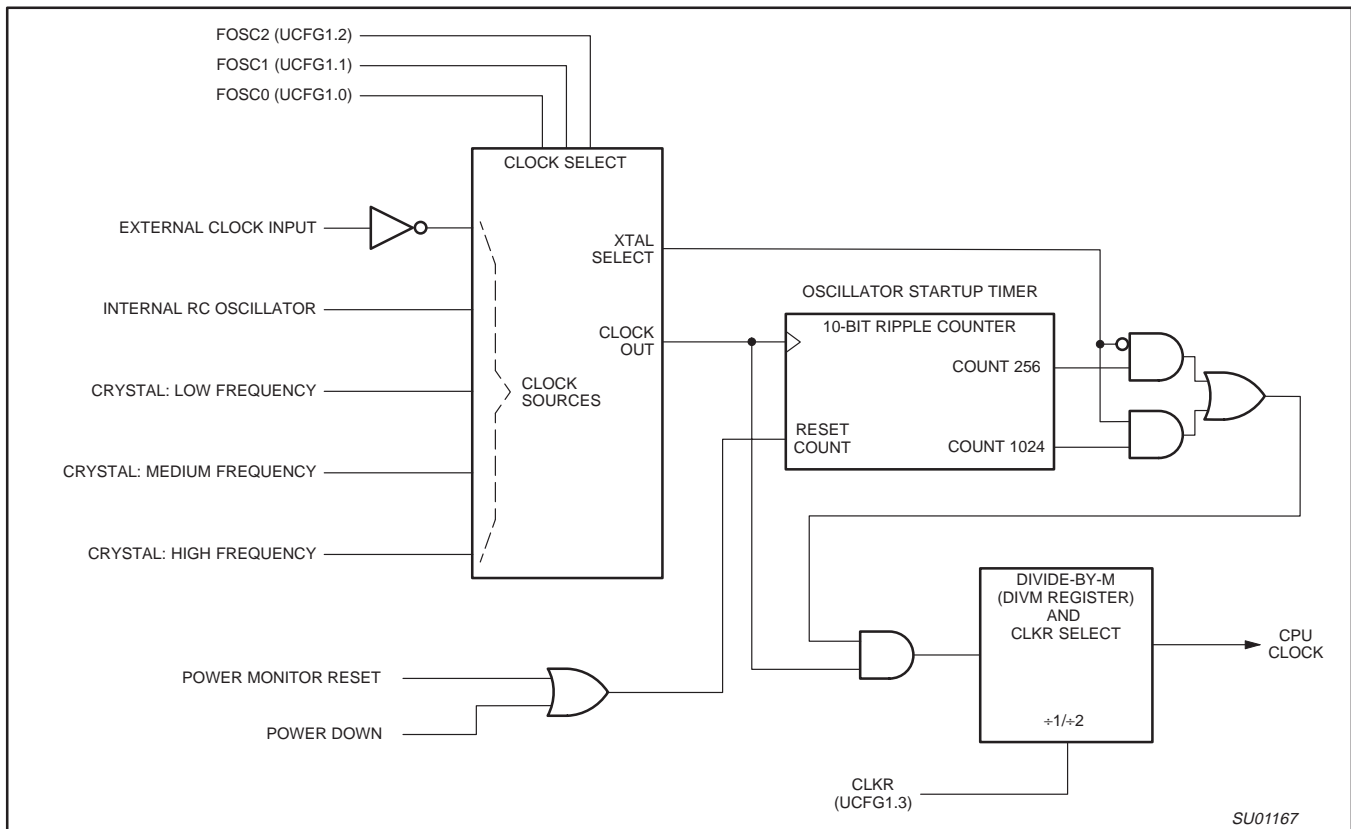 FOSC2 (UCFG1.2)
FOSC1 (UCFG1.1)
FOSC0 (UCFG1.0)
CLOCK SELECT
EXTERNAL CLOCK INPUT
XTAL
SELECT
INTERNAL RC OSCILLATOR
OSCILLATOR STARTUP TIMER
10-BIT RIPPLE COUNTER
CLOCK
OUT
COUNT 256
CRYSTAL: LOW FREQUENCY
CLOCK
SOURCES
RESET
COUNT
COUNT 1024
CRYSTAL: MEDIUM FREQUENCY
CRYSTAL: HIGH FREQUENCY
DIVIDE-BY-M
(DIVM REGISTER)
AND
CLKR SELECT
CPU
CLOCK
POWER MONITOR RESET
POWER DOWN
÷1/÷2
CLKR
(UCFG1.3)
SU01167